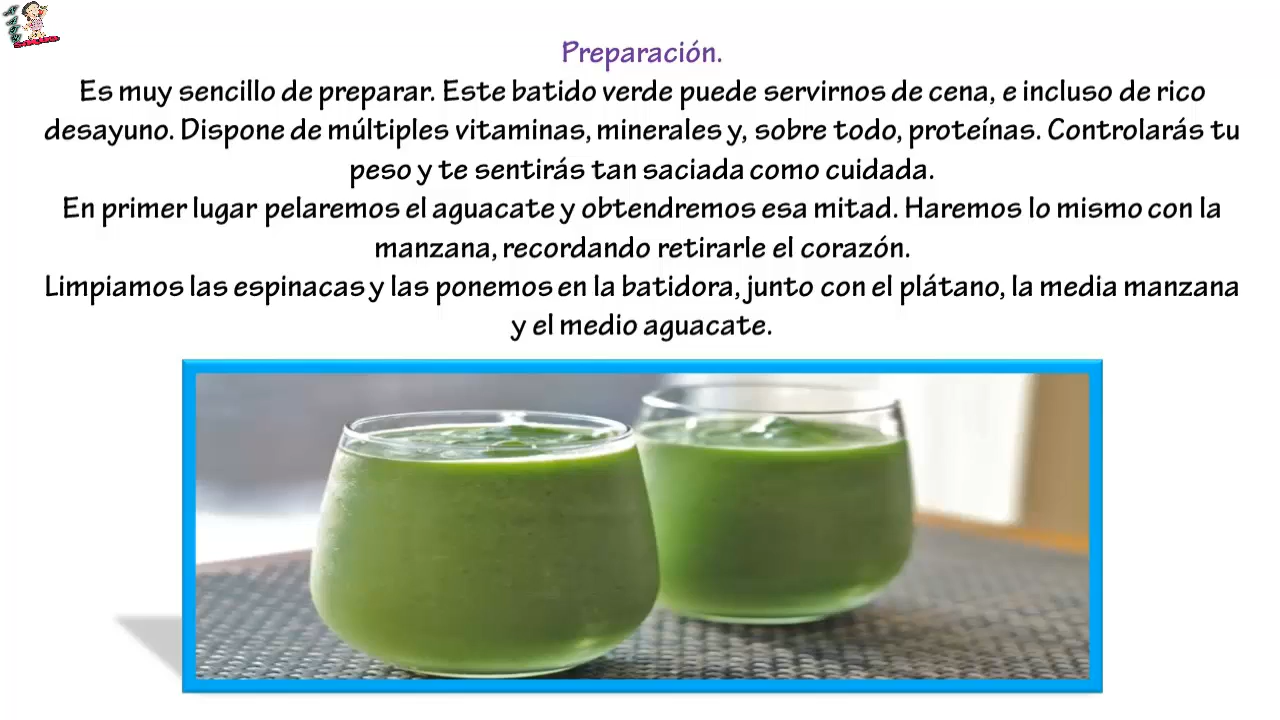 Preparación.
Es muy sencillo de preparar. Este batido verde puede servirnos de cena, e incluso de rico
desayuno. Dispone de múltiples vitaminas, minerales y, sobre todo, proteínas. Controlarás tu
peso y te sentirás tan saciada como cuidada.
En primer lugar pelaremos el aguacate y obtendremos esa mitad. Haremos lo mismo con la
manzana, recordando retirarle el corazón.
Limpiamos las espinacas y las ponemos en la batidora, junto con el plátano, la media manzana
y el medio aguacate.